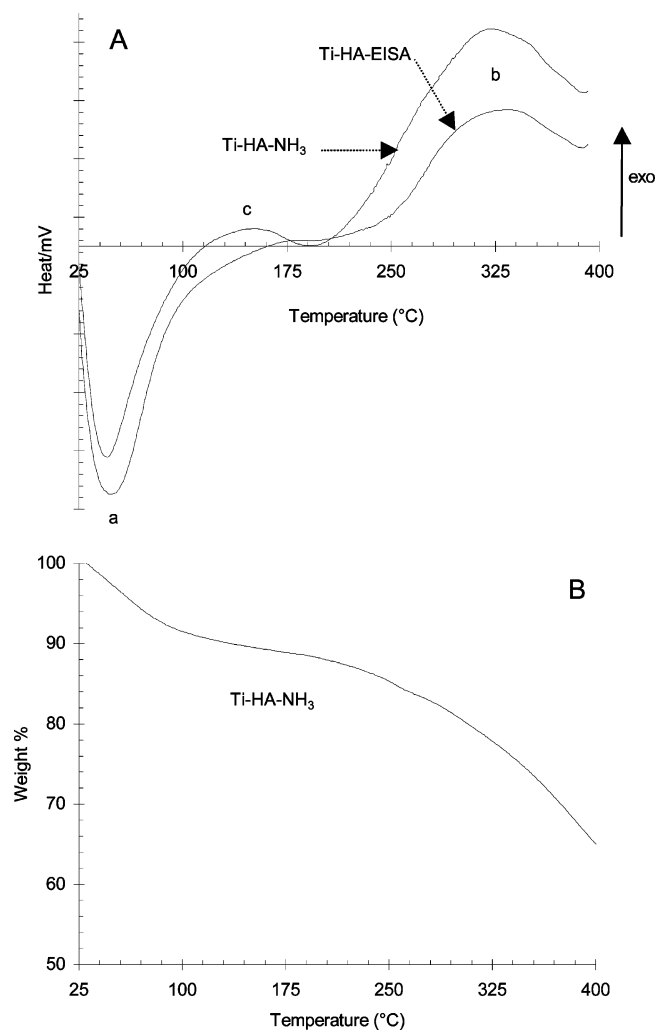 A
Ti-HA-EISA
b
Ti-HA-NH₃
exo
c
Heat/mV
25 100 175 250 325 400
Temperature (°C)
a
100
B
90
Ti-HA-NH₃
80
Weight %
70
60
50
25 100 175 250 325 400
Temperature (°C)